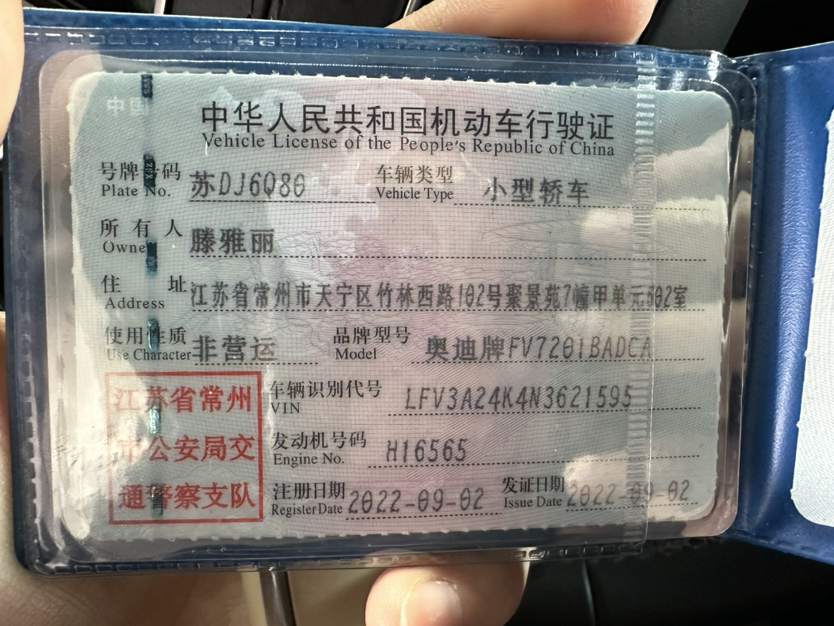 中国
中华人民共和国机动车行驶证
Vehicle License of the People's Republic of China
号牌号码 苏DJ6Q80 车辆类型 小型轿车
Plate No. Vehicle Type
所有人 滕雅丽
Owner
住址 江苏省常州市天宁区竹林西路102号聚景苑7幢甲单元602室
Address
使用性质 非营运 品牌型号 奥迪牌FV7201BADCA
Use Character Model
江苏省常州 车辆识别代号 LFV3A24K4N3621595
VIN
市公安局交 发动机号码 H16565
Engine No.
通警察支队 注册日期 2022-09-02 发证日期 2022-09-02
Register Date Issue Date